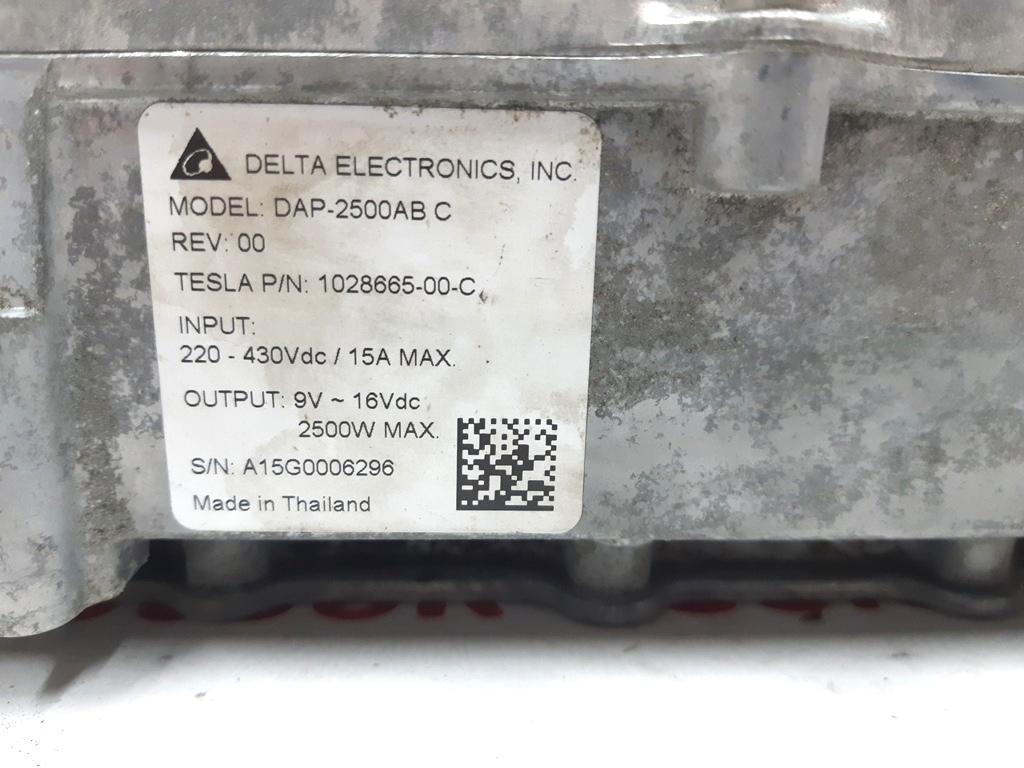 DELTA ELECTRONICS, INC.
MODEL: DAP-2500AB C
REV: 00
TESLA P/N: 1028665-00-C
INPUT:
220 - 430Vdc / 15A MAX.
OUTPUT: 9V ~ 16Vdc
2500W MAX.
S/N: A15G0006296
Made in Thailand